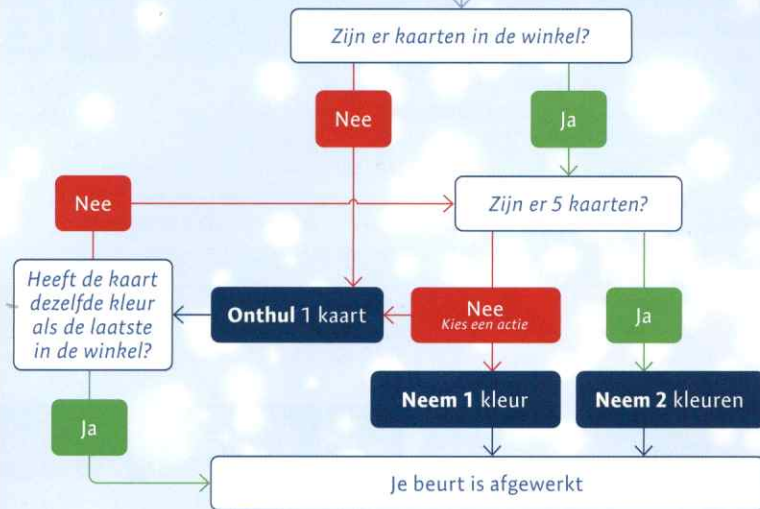 Zijn er kaarten in de winkel?
Nee
Ja
Nee
Zijn er 5 kaarten?
Heeft de kaart
dezelfde kleur
als de laatste
in de winkel?
Onthul 1 kaart
Nee
Kies een actie
Ja
Neem 1 kleur
Neem 2 kleuren
Ja
Je beurt is afgewerkt